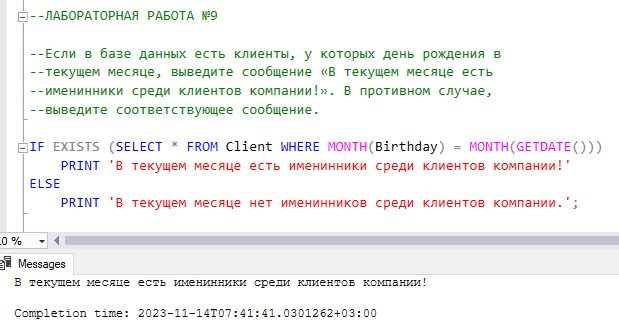 --ЛАБОРАТОРНАЯ РАБОТА №9
--Если в базе данных есть клиенты, у которых день рождения в
--текущем месяце, выведите сообщение «В текущем месяце есть
--именинники среди клиентов компании!». В противном случае,
--выведите соответствующее сообщение.
IF EXISTS (SELECT * FROM Client WHERE MONTH(Birthday) = MONTH(GETDATE()))
PRINT 'В текущем месяце есть именинники среди клиентов компании!'
ELSE
PRINT 'В текущем месяце нет именинников среди клиентов компании.';
0 %
Messages
В текущем месяце есть именинники среди клиентов компании!
Completion time: 2023-11-14T07:41:41.0301262+03:00